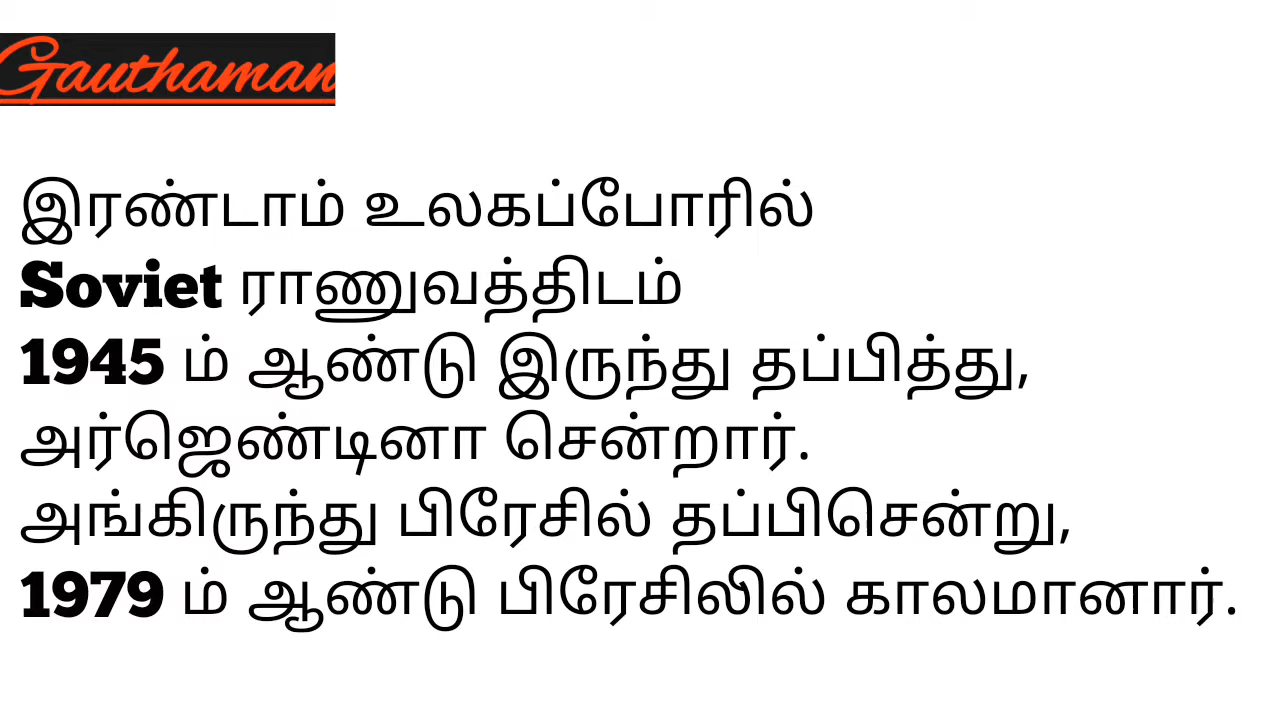 Gauthaman
இரண்டாம் உலகப்போரில்
Soviet ராணுவத்திடம்
1945 ம் ஆண்டு இருந்து தப்பித்து,
அர்ஜெண்டினா சென்றார்.
அங்கிருந்து பிரேசில் தப்பிசென்று,
1979 ம் ஆண்டு பிரேசிலில் காலமானார்.